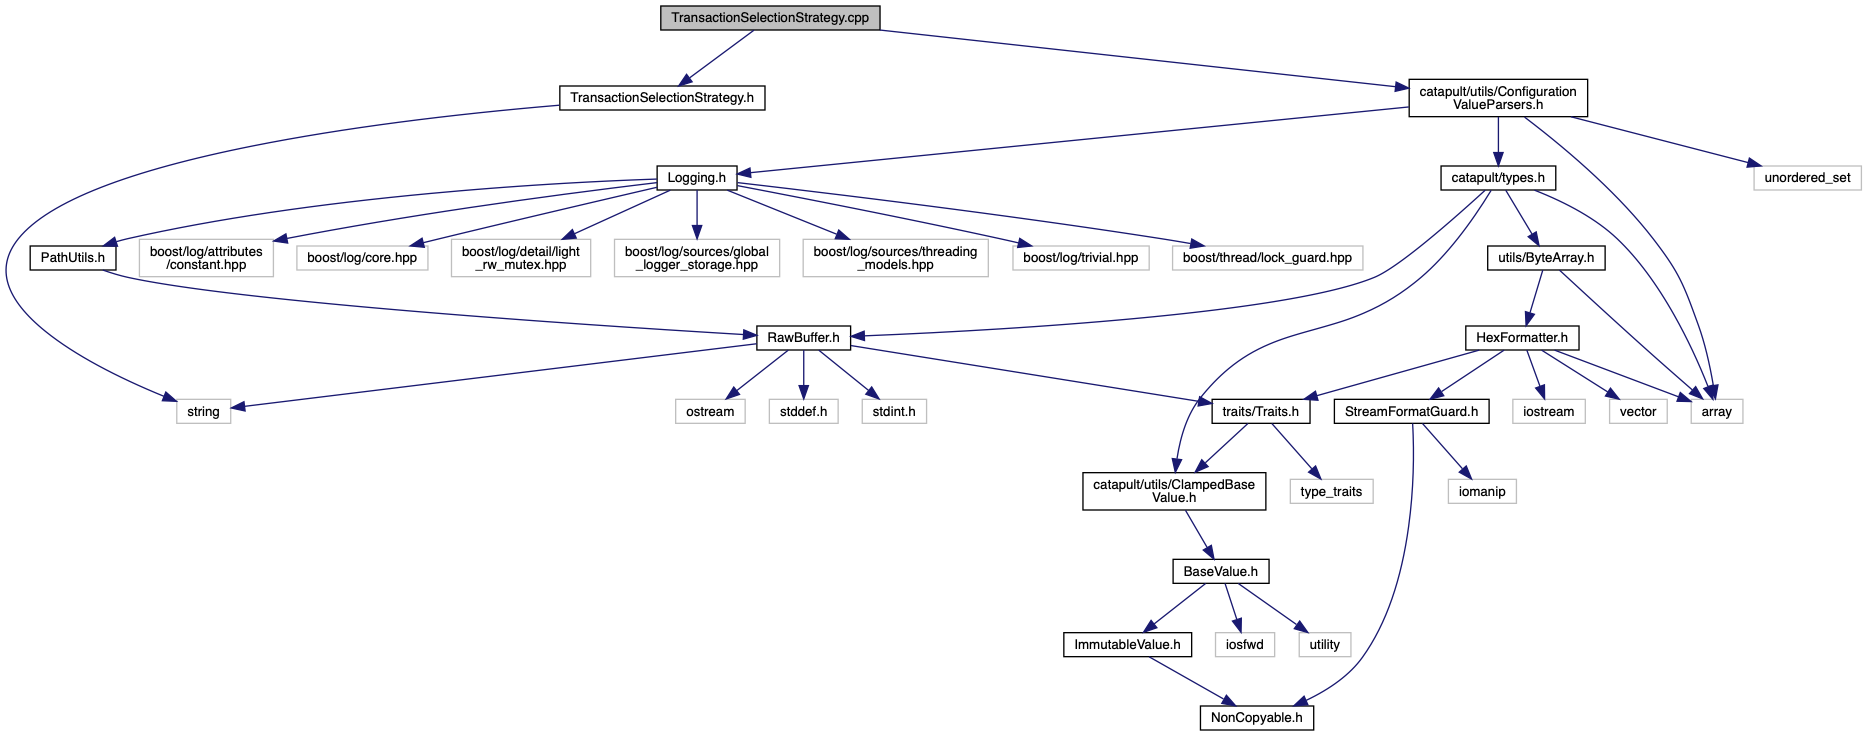 TransactionSelectionStrategy.cpp
TransactionSelectionStrategy.h
catapult/utils/Configuration
ValueParsers.h
Logging.h
catapult/types.h
unordered_set
PathUtils.h
boost/log/attributes
/constant.hpp
boost/log/core.hpp
boost/log/detail/light
_rw_mutex.hpp
boost/log/sources/global
_logger_storage.hpp
boost/log/sources/threading
_models.hpp
boost/log/trivial.hpp
boost/thread/lock_guard.hpp
utils/ByteArray.h
RawBuffer.h
HexFormatter.h
string
ostream
stddef.h
stdint.h
traits/Traits.h
StreamFormatGuard.h
iostream
vector
array
catapult/utils/ClampedBase
Value.h
type_traits
iomanip
BaseValue.h
ImmutableValue.h
iosfwd
utility
NonCopyable.h